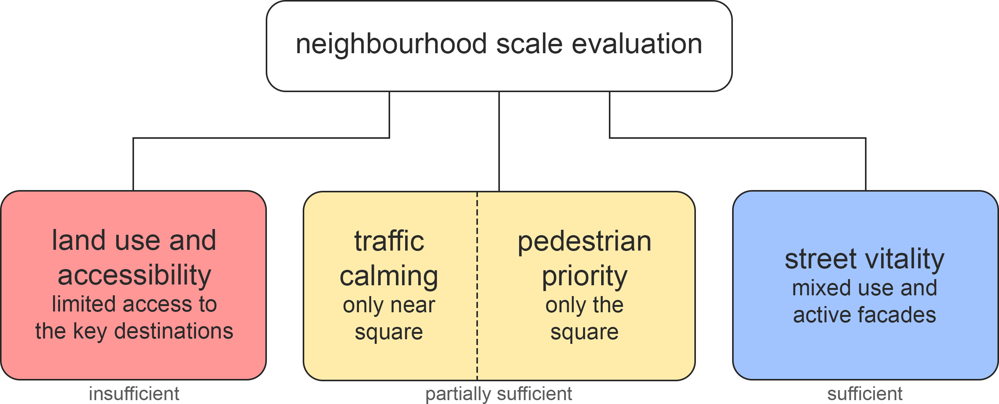 neighbourhood scale evaluation
land use and
accessibility
limited access to
the key destinations
insufficient
traffic
calming
only near
square
pedestrian
priority
only the
square
partially sufficient
street vitality
mixed use and
active facades
sufficient